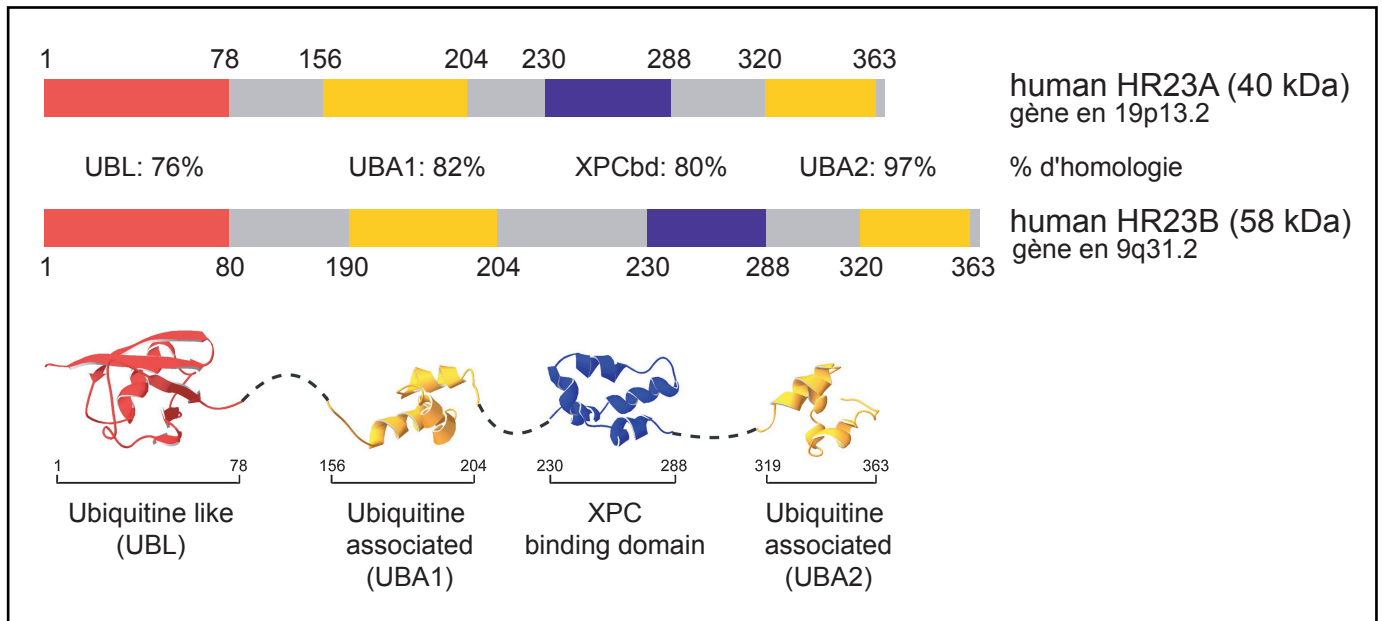 1 78 156 204 230 288 320 363
human HR23A (40 kDa)
gène en 19p13.2
UBL: 76% UBA1: 82% XPCbd: 80% UBA2: 97% % d'homologie
human HR23B (58 kDa)
gène en 9q31.2
1 80 190 204 230 288 320 363
1 78 156 204 230 288 319 363
Ubiquitine like
(UBL)
Ubiquitine
associated
(UBA1)
XPC
binding domain
Ubiquitine
associated
(UBA2)